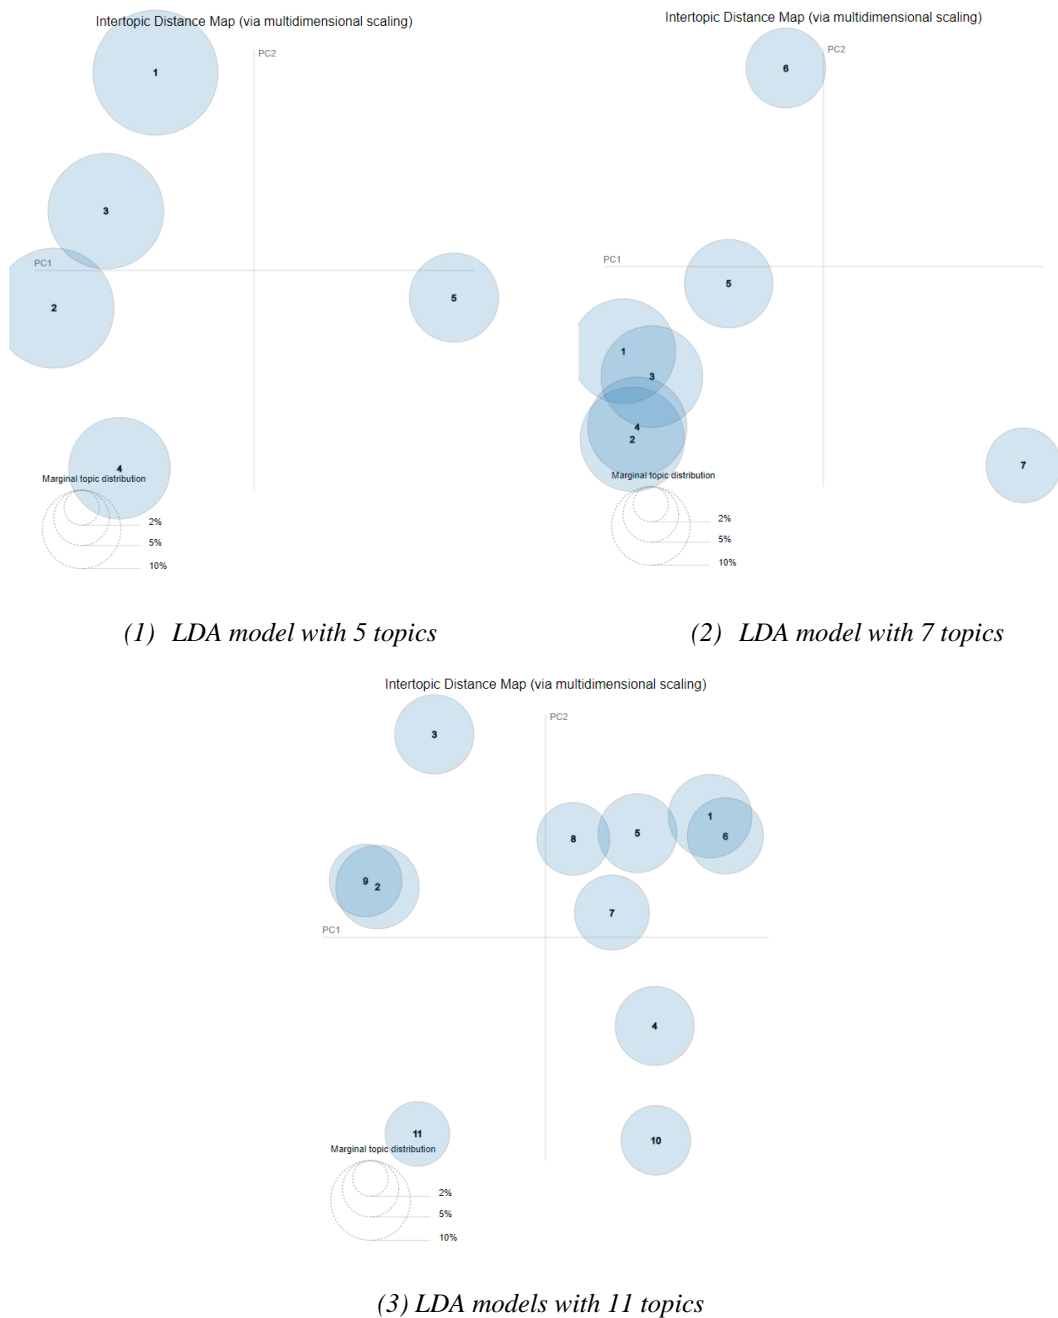 Intertopic Distance Map (via multidimensional scaling)
PC2
1
3
PC1
2
5
4
Marginal topic distribution
2%
5%
10%
(1) LDA model with 5 topics
Intertopic Distance Map (via multidimensional scaling)
PC2
6
PC1
5
1
3
4
2
7
Marginal topic distribution
2%
5%
10%
(2) LDA model with 7 topics
Intertopic Distance Map (via multidimensional scaling)
PC2
3
1
8
5
6
9
2
7
PC1
4
11
10
Marginal topic distribution
2%
5%
10%
(3) LDA models with 11 topics